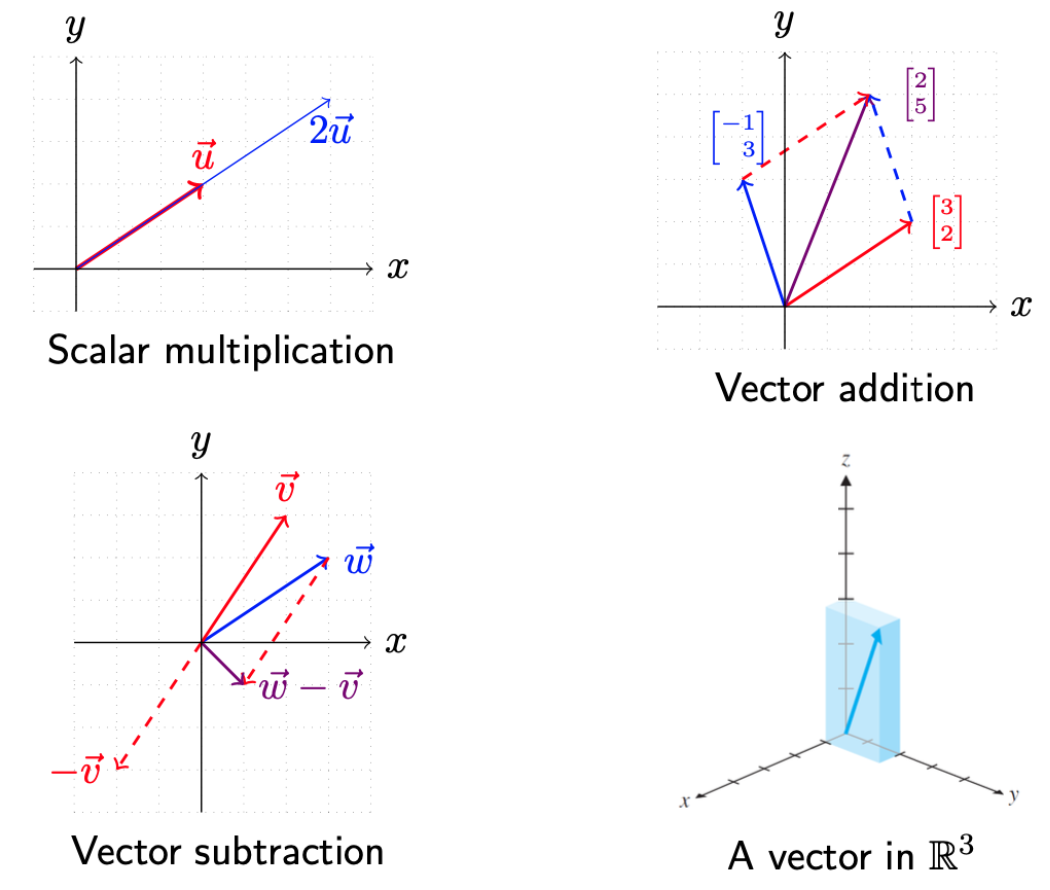 y
x
u⃗
2u⃗
Scalar multiplication
y
x
[−1
3]
[2
5]
[3
2]
Vector addition
y
x
v⃗
w⃗
w⃗ − v⃗
−v⃗
Vector subtraction
z
x
y
A vector in ℝ³